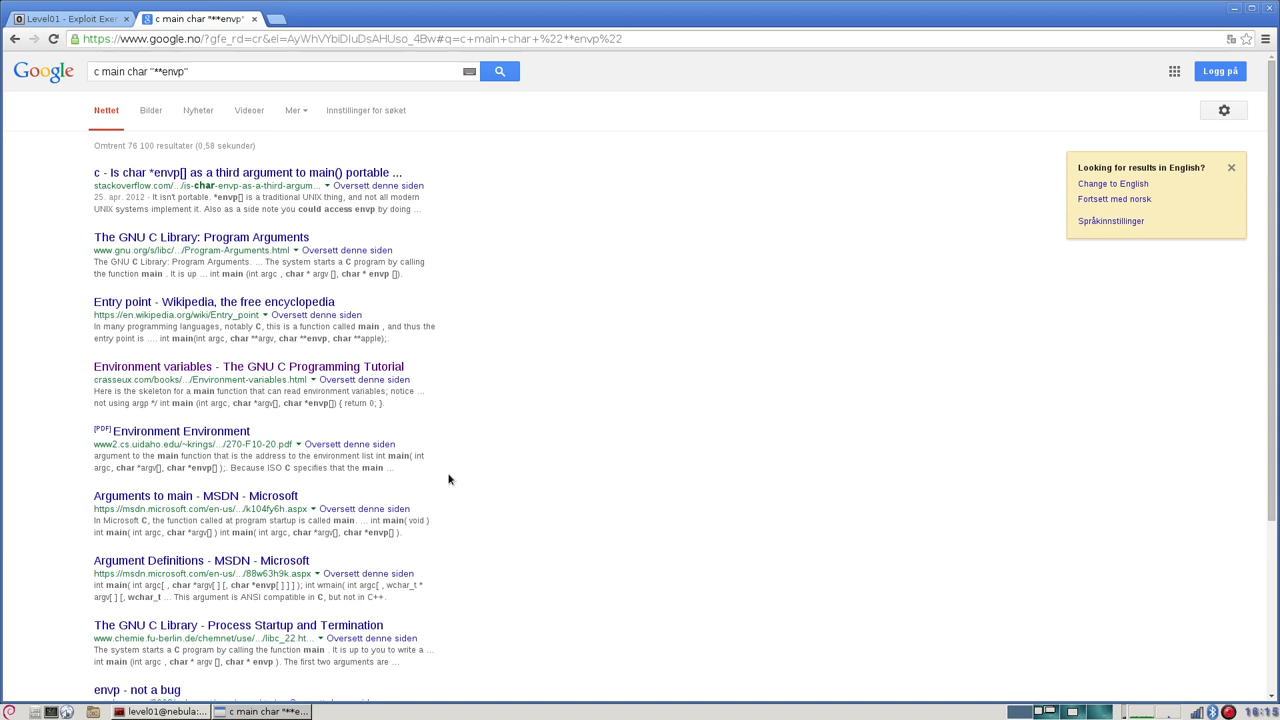 Level01 - Exploit Exer
c main char "**envp"
https://www.google.no/?gfe_rd=cr&ei=AyWhVYbiDIuDsAHUso_4Bw#q=c+main+char+%22**envp%22
Google
c main char "**envp"
Logg på
Nettet
Bilder
Nyheter
Videoer
Mer
Innstillinger for søket
Omtrent 76 100 resultater (0,58 sekunder)
Looking for results in English?
Change to English
Fortsett med norsk
Språkinnstillinger
c - Is char *envp[] as a third argument to main() portable ...
stackoverflow.com/.../is-char-envp-as-a-third-argum... Oversett denne siden
25. apr. 2012 - It isn't portable. *envp[] is a traditional UNIX thing, and not all modern
UNIX systems implement it. Also as a side note you could access envp by doing ...
The GNU C Library: Program Arguments
www.gnu.org/s/libc/.../Program-Arguments.html Oversett denne siden
The GNU C Library: Program Arguments. ... The system starts a C program by calling
the function main . It is up ... int main (int argc , char * argv [], char * envp []).
Entry point - Wikipedia, the free encyclopedia
https://en.wikipedia.org/wiki/Entry_point Oversett denne siden
In many programming languages, notably C, this is a function called main , and thus the
entry point is .... int main(int argc, char **argv, char **envp, char **apple);.
Environment variables - The GNU C Programming Tutorial
crasseux.com/books/.../Environment-variables.html Oversett denne siden
Here is the skeleton for a main function that can read environment variables; notice ...
not using argp */ int main (int argc, char *argv[], char *envp[]) { return 0; }.
[PDF] Environment Environment
www2.cs.uidaho.edu/~krings/.../270-F10-20.pdf Oversett denne siden
argument to the main function that is the address to the environment list int main( int
argc, char *argv[], char *envp[] );. Because ISO C specifies that the main ...
Arguments to main - MSDN - Microsoft
https://msdn.microsoft.com/en-us/.../k104fy6h.aspx Oversett denne siden
In Microsoft C, the function called at program startup is called main. ... int main( void )
int main( int argc, char *argv[] ) int main( int argc, char *argv[], char *envp[] ).
Argument Definitions - MSDN - Microsoft
https://msdn.microsoft.com/en-us/.../88w63h9k.aspx Oversett denne siden
int main( int argc[ , char *argv[ ] [, char *envp[ ] ] ] ); int wmain( int argc[ , wchar_t *
argv[ ] [, wchar_t ... This argument is ANSI compatible in C, but not in C++.
The GNU C Library - Process Startup and Termination
www.chemie.fu-berlin.de/chemnet/use/.../libc_22.ht... Oversett denne siden
The system starts a C program by calling the function main . It is up to you to write a ...
int main (int argc , char * argv [], char * envp ). The first two arguments are ...
envp - not a bug
level01@nebula:...
c main char "**e...
16:15